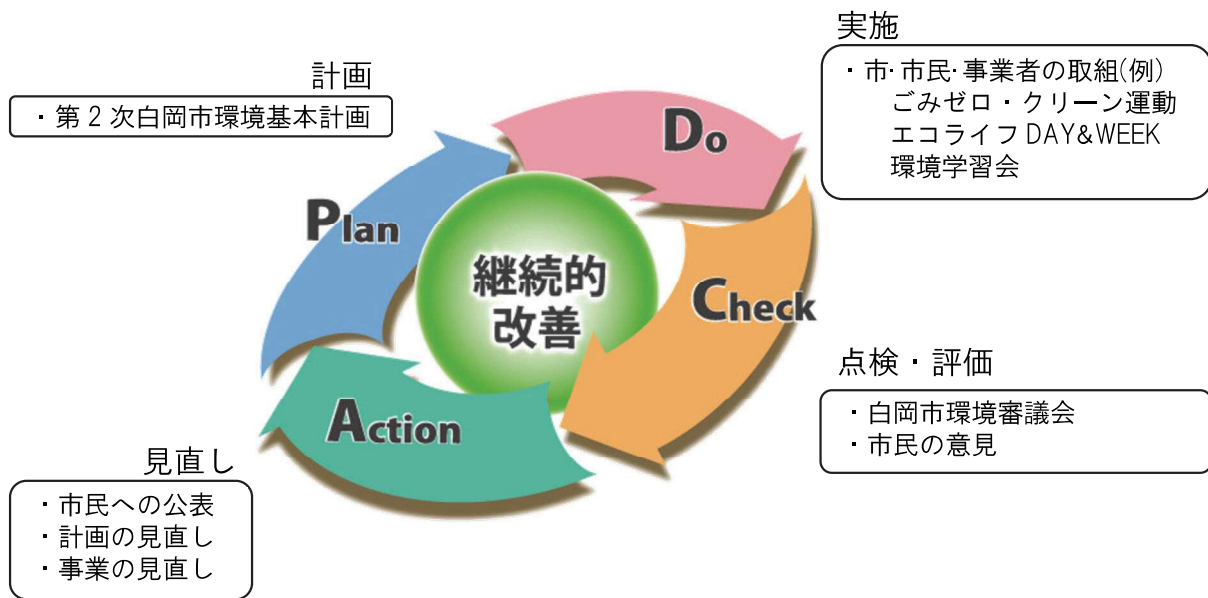 計画
・第2次白岡市環境基本計画
Plan
実施
・市・市民・事業者の取組(例)
ごみゼロ・クリーン運動
エコライフDAY&WEEK
環境学習会
Do
継続的
改善
Check
点検・評価
・白岡市環境審議会
・市民の意見
Action
見直し
・市民への公表
・計画の見直し
・事業の見直し